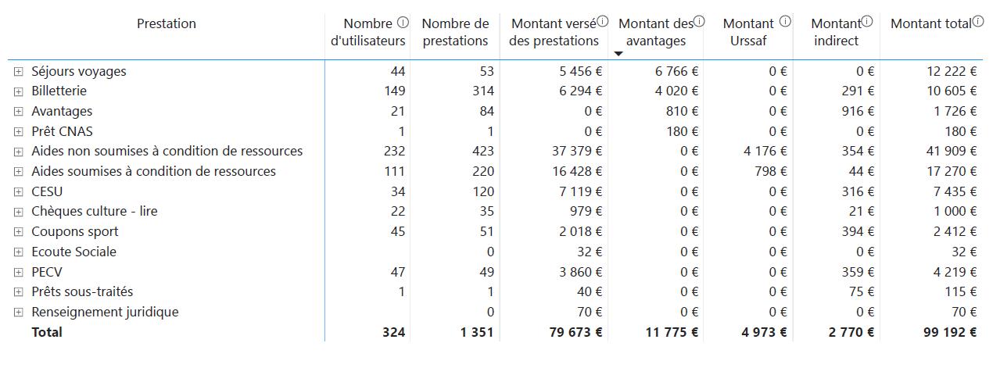 Prestation Nombre d'utilisateurs Nombre de prestations Montant versé des prestations Montant des avantages Montant Urssaf Montant indirect Montant total
Séjours voyages 44 53 5 456 € 6 766 € 0 € 0 € 12 222 €
Billetterie 149 314 6 294 € 4 020 € 0 € 291 € 10 605 €
Avantages 21 84 0 € 810 € 0 € 916 € 1 726 €
Prêt CNAS 1 1 0 € 180 € 0 € 0 € 180 €
Aides non soumises à condition de ressources 232 423 37 379 € 0 € 4 176 € 354 € 41 909 €
Aides soumises à condition de ressources 111 220 16 428 € 0 € 798 € 44 € 17 270 €
CESU 34 120 7 119 € 0 € 0 € 316 € 7 435 €
Chèques culture - lire 22 35 979 € 0 € 0 € 21 € 1 000 €
Coupons sport 45 51 2 018 € 0 € 0 € 394 € 2 412 €
Ecoute Sociale 0 32 € 0 € 0 € 0 € 32 €
PECV 47 49 3 860 € 0 € 0 € 359 € 4 219 €
Prêts sous-traités 1 1 40 € 0 € 0 € 75 € 115 €
Renseignement juridique 0 70 € 0 € 0 € 0 € 70 €
Total 324 1 351 79 673 € 11 775 € 4 973 € 2 770 € 99 192 €